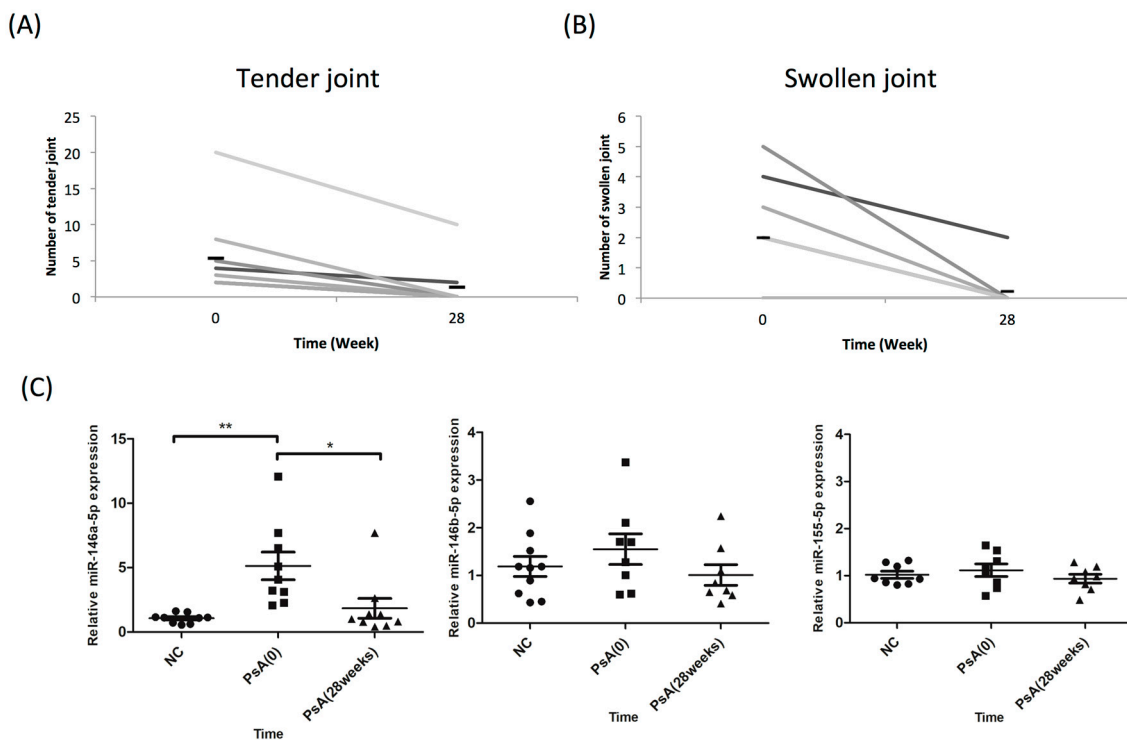 (A)
Tender joint
Number of tender joint
25
20
15
10
5
0
0
28
Time (Week)
(B)
Swollen joint
Number of swollen joint
6
5
4
3
2
1
0
0
28
Time (Week)
(C)
Relative miR-146a-5p expression
15
10
5
0
**
*
NC
PsA(0)
PsA(28weeks)
Time
Relative miR-146b-5p expression
4
3
2
1
0
NC
PsA(0)
PsA(28weeks)
Time
Relative miR-155-5p expression
4
3
2
1
0
NC
PsA(0)
PsA(28weeks)
Time